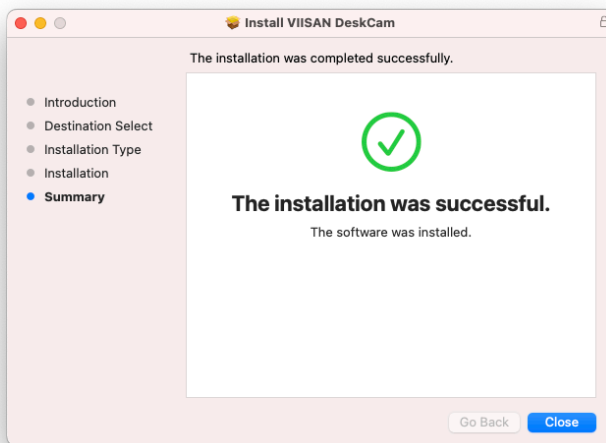 Install VIISAN DeskCam
The installation was completed successfully.
Introduction
Destination Select
Installation Type
Installation
Summary
The installation was successful.
The software was installed.
Go Back
Close